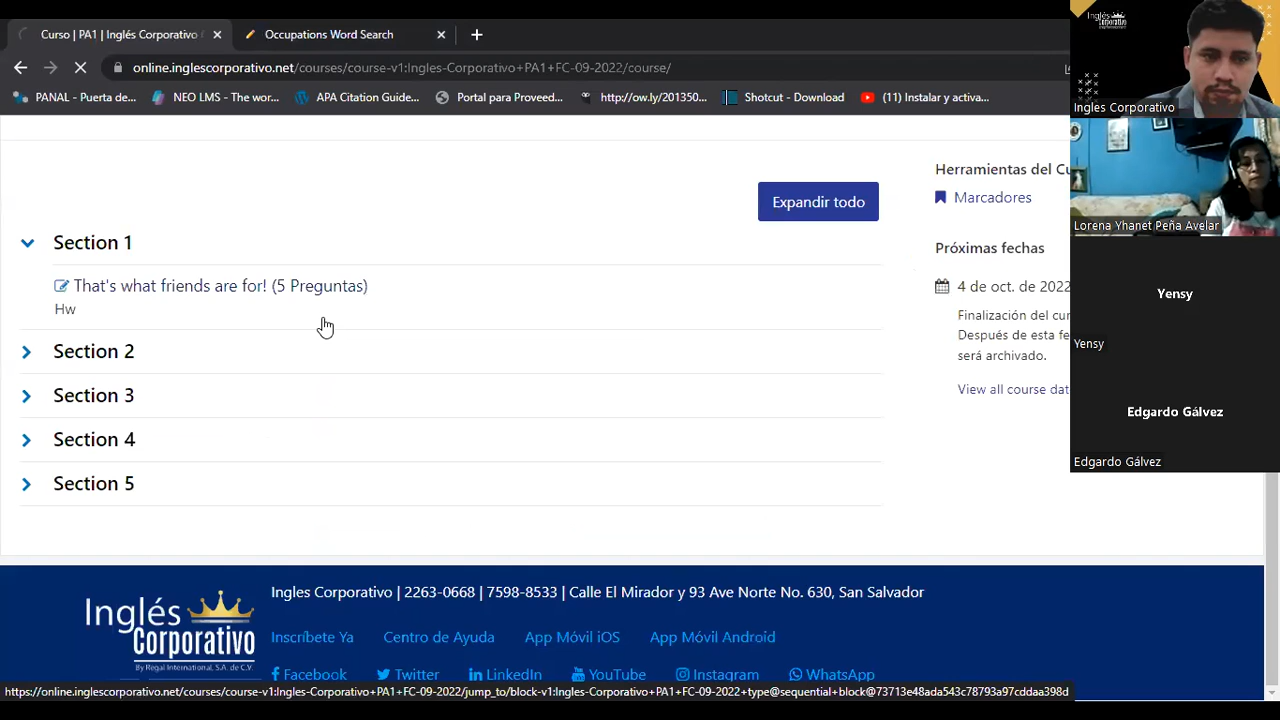 Curso | PA1 | Inglés Corporativo
Occupations Word Search
online.inglescorporativo.net/courses/course-v1:Ingles-Corporativo+PA1+FC-09-2022/course/
PANAL - Puerta de...
NEO LMS - The wor...
APA Citation de...
Portal para Proveed...
http://ow.ly/201350...
Shotcut - Download
(11) Instalar y activa...
Expandir todo
Section 1
That's what friends are for! (5 Preguntas)
Hw
Section 2
Section 3
Section 4
Section 5
Herramientas del Cu
Marcadores
Próximas fechas
4 de oct. de 2022
Finalización del cur
Después de esta fe
será archivado.
View all course dat
Inglés
Corporativo
Ingles Corporativo
Lorena Yhanet Peña Avelar
Yensy
Yensy
Edgardo Gálvez
Edgardo Gálvez
Inglés
Corporativo
By Regal International, S.A. de C.V.
Ingles Corporativo | 2263-0668 | 7598-8533 | Calle El Mirador y 93 Ave Norte No. 630, San Salvador
Inscríbete Ya
Centro de Ayuda
App Móvil iOS
App Móvil Android
Facebook
Twitter
LinkedIn
YouTube
Instagram
WhatsApp
https://online.inglescorporativo.net/courses/course-v1:Ingles-Corporativo+PA1+FC-09-2022/jump_to/block-v1:Ingles-Corporativo+PA1+FC-09-2022+type@sequential+block@73713e48ada543c78793a97cddaa398d